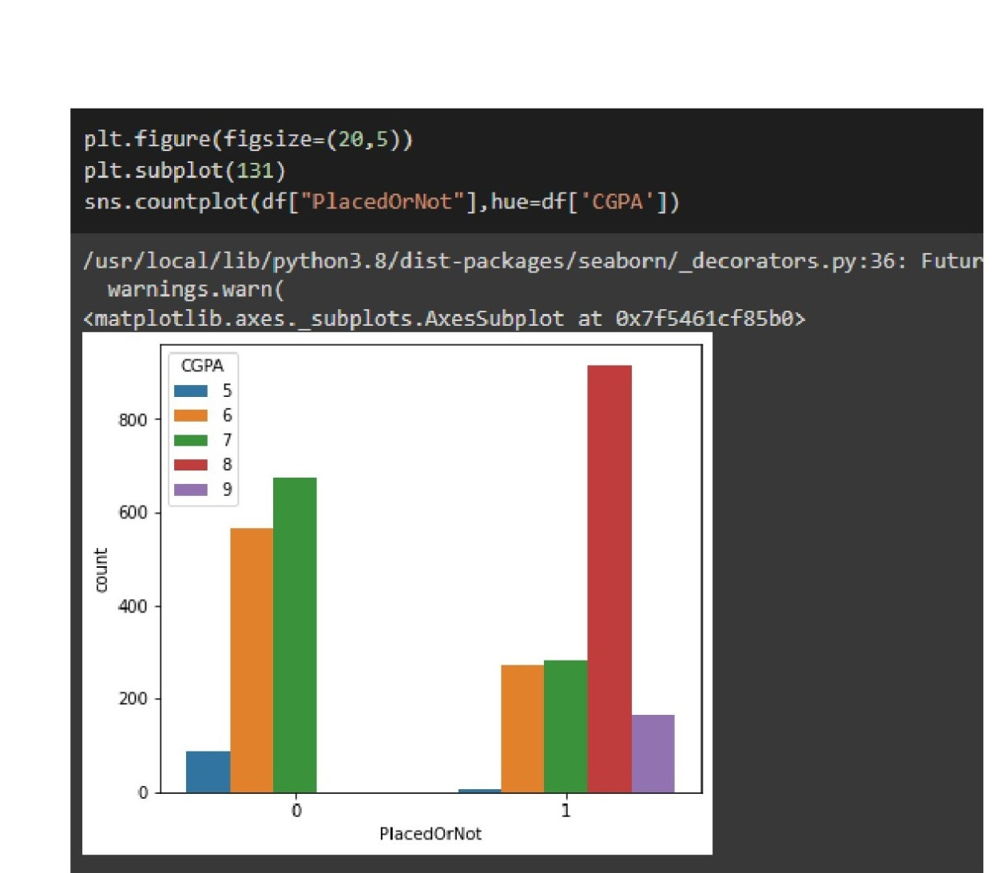 plt.figure(figsize=(20,5))
plt.subplot(131)
sns.countplot(df["PlacedOrNot"],hue=df['CGPA'])
/usr/local/lib/python3.8/dist-packages/seaborn/_decorators.py:36: Futur
warnings.warn(
<matplotlib.axes._subplots.AxesSubplot at 0x7f5461cf85b0>
CGPA
5
6
7
8
9
800
600
400
200
0
count
0 1
PlacedOrNot